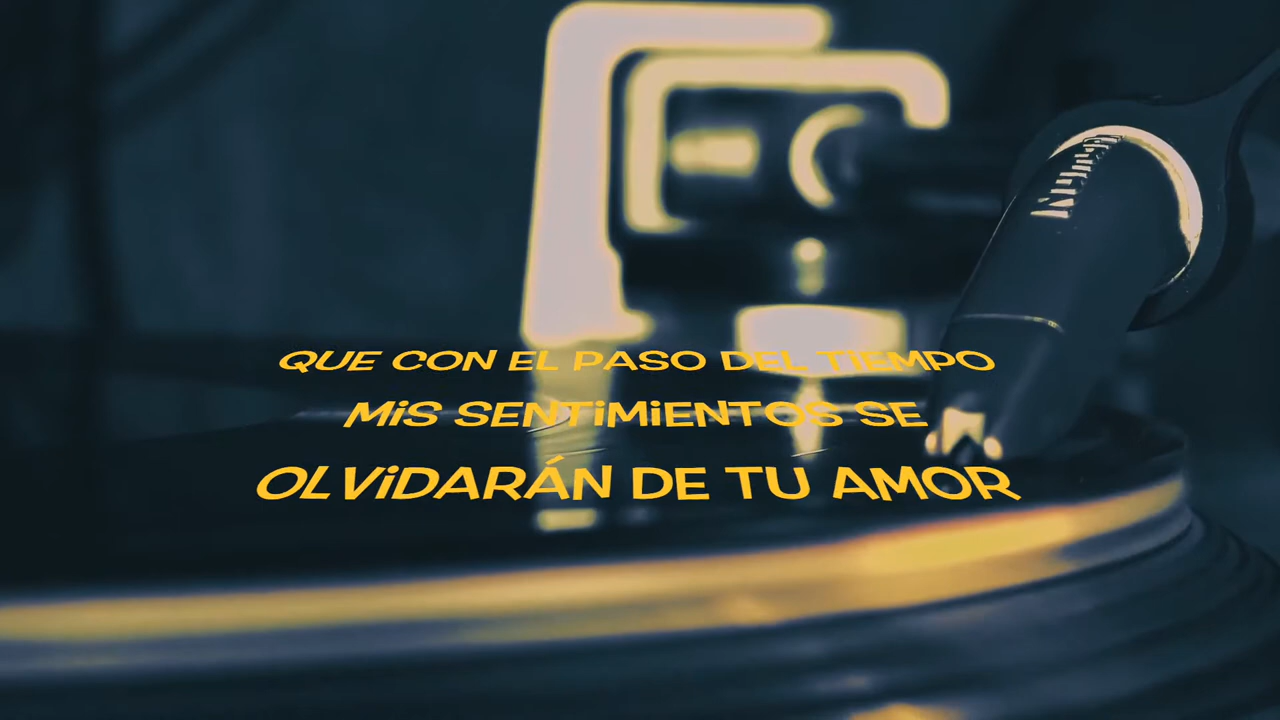 QUE CON EL PASO DEL TIEMPO
MiS SENTiMiENTOS SE
OLViDARÁN DE TU AMOR